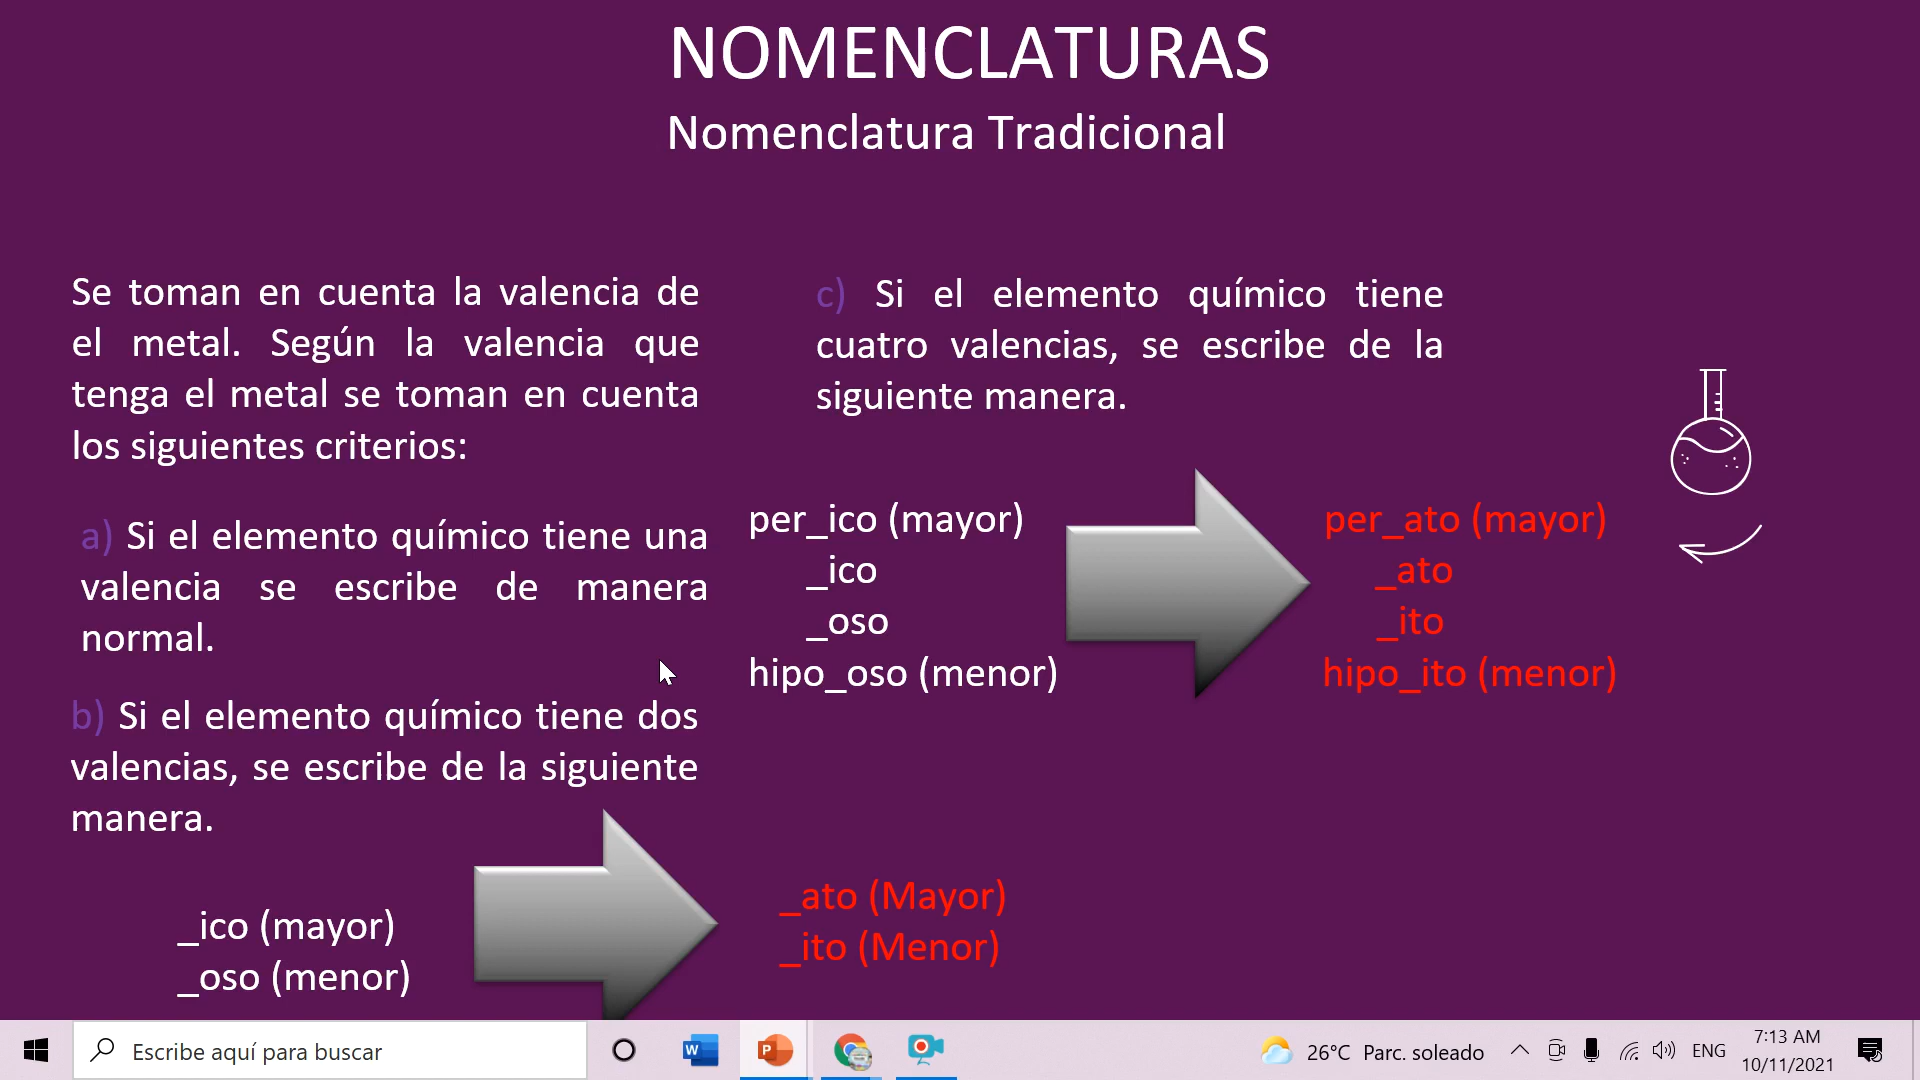 NOMENCLATURAS
Nomenclatura Tradicional
Se toman en cuenta la valencia de
el metal. Según la valencia que
tenga el metal se toman en cuenta
los siguientes criterios:
a) Si el elemento químico tiene una
valencia se escribe de manera
normal.
b) Si el elemento químico tiene dos
valencias, se escribe de la siguiente
manera.
_ico (mayor)
_oso (menor)
_ato (Mayor)
_ito (Menor)
c) Si el elemento químico tiene
cuatro valencias, se escribe de la
siguiente manera.
per_ico (mayor)
_ico
_oso
hipo_oso (menor)
per_ato (mayor)
_ato
_ito
hipo_ito (menor)
Escribe aquí para buscar
W
P
26°C Parc. soleado
ENG
7:13 AM
10/11/2021